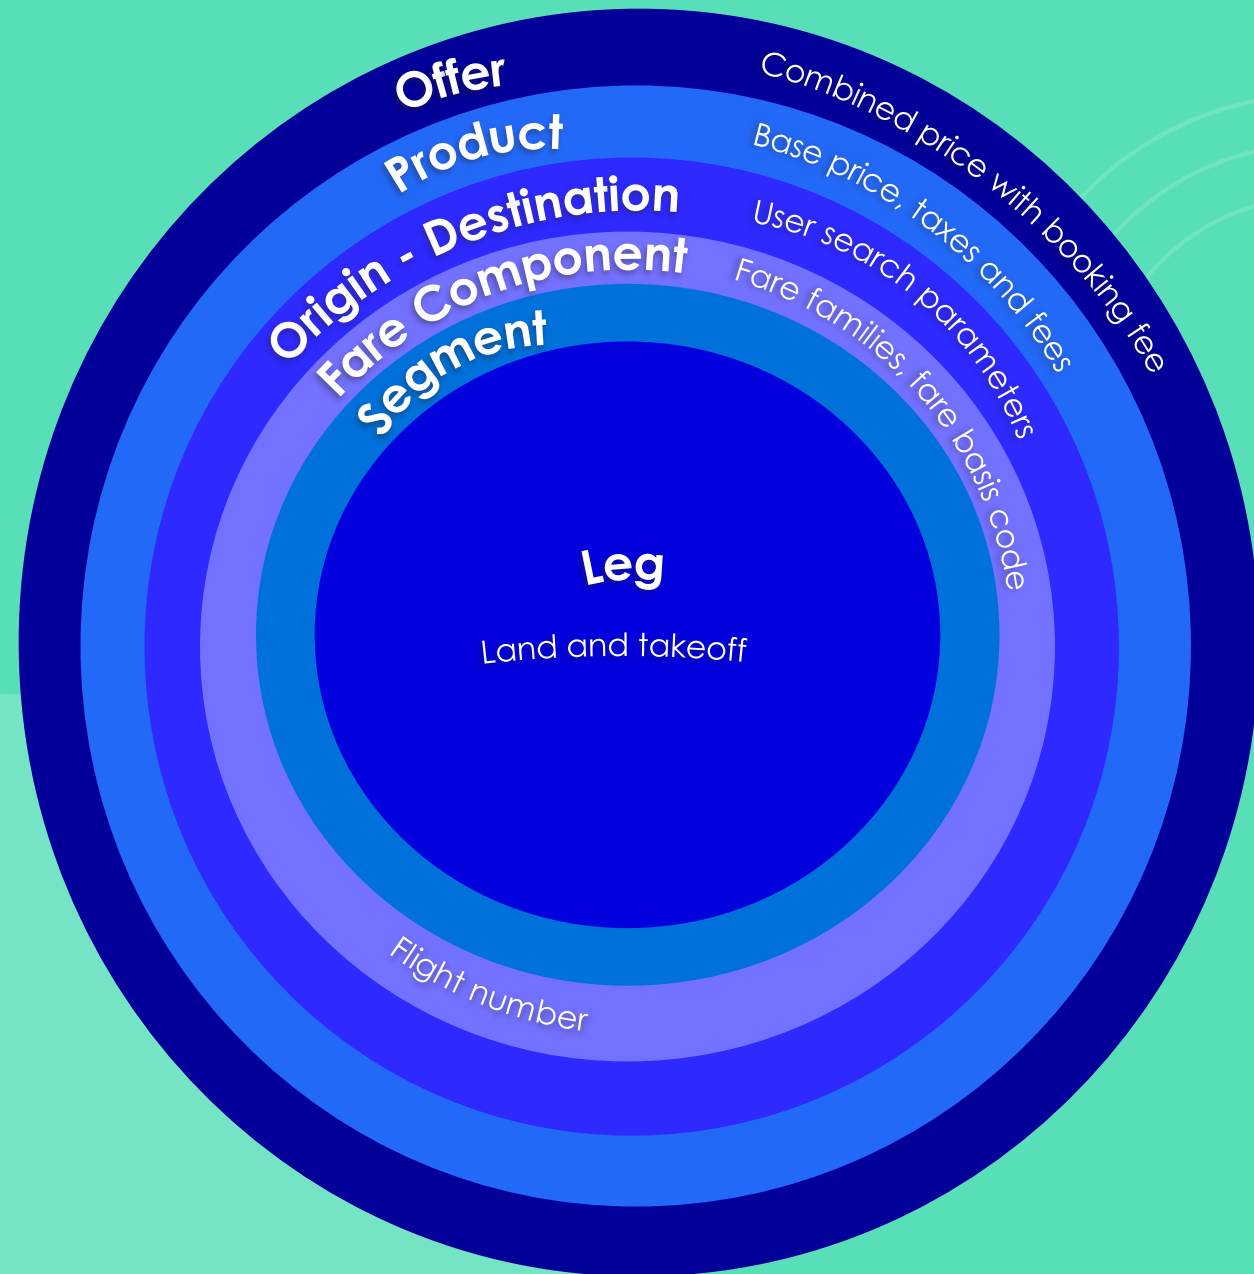 Offer
Combined price with booking fee
Product
Base price, taxes and fees
Origin - Destination
User search parameters
Fare Component
Fare families, fare basis code
Segment
Leg
Land and takeoff
Flight number